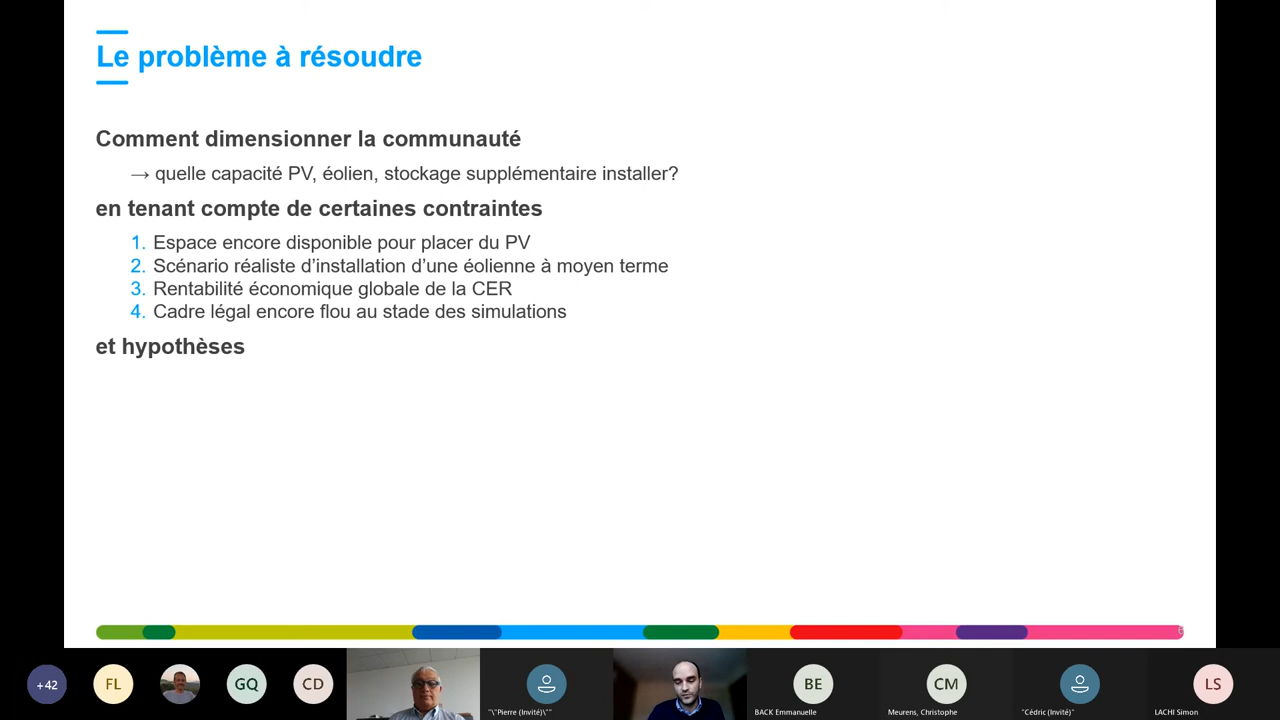 Le problème à résoudre
Comment dimensionner la communauté
→ quelle capacité PV, éolien, stockage supplémentaire installer?
en tenant compte de certaines contraintes
1. Espace encore disponible pour placer du PV
2. Scénario réaliste d’installation d’une éolienne à moyen terme
3. Rentabilité économique globale de la CER
4. Cadre légal encore flou au stade des simulations
et hypothèses
+42
FL
GQ
CD
"\"Pierre (Invité)\""
BE
BACK Emmanuelle
CM
Meurens, Christophe
"Cédric (Invité)"
LS
LACHI Simon